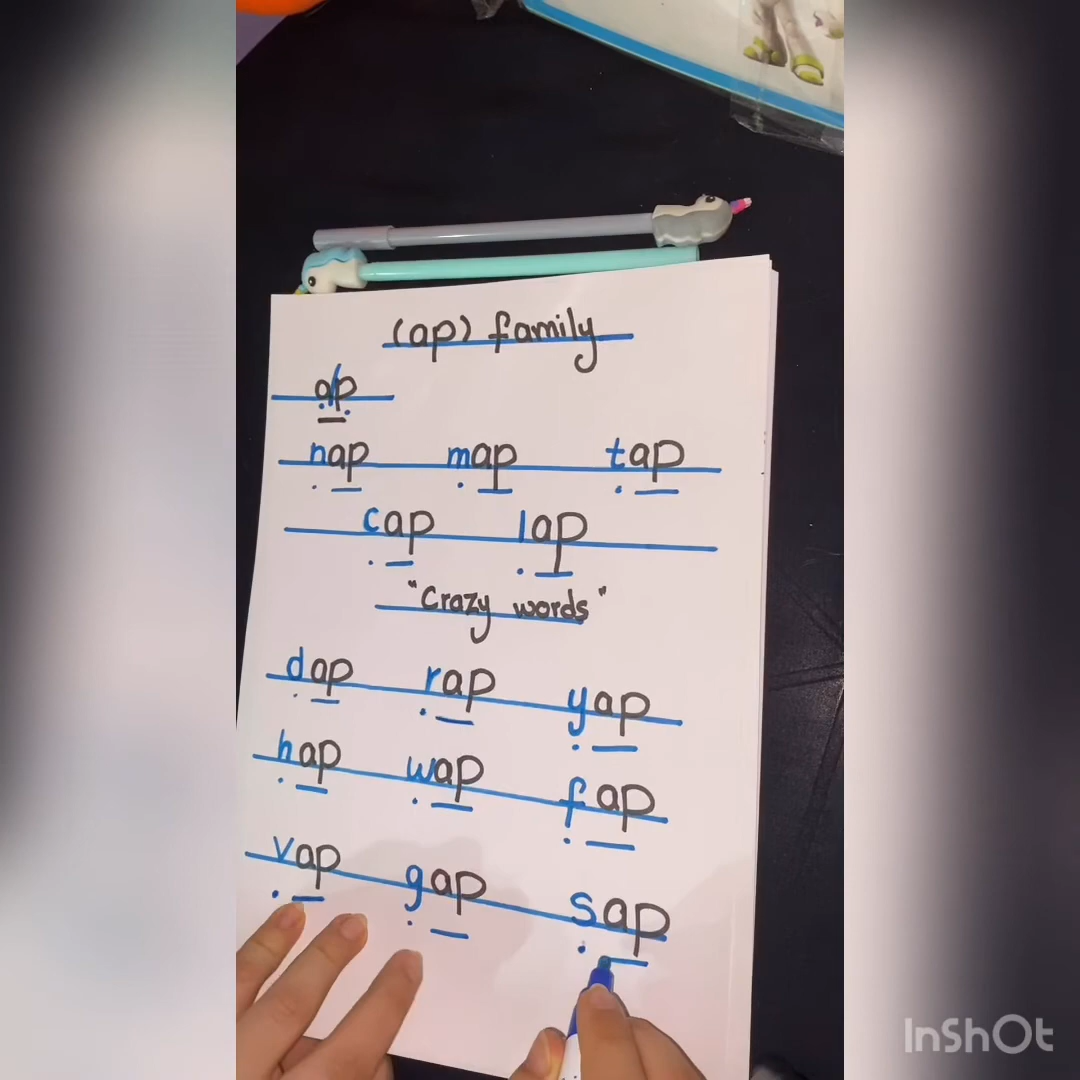 (ap) family
a/p
nap map tap
cap lap
"Crazy words"
dap rap yap
hap wap fap
vap gap sap
InShOt